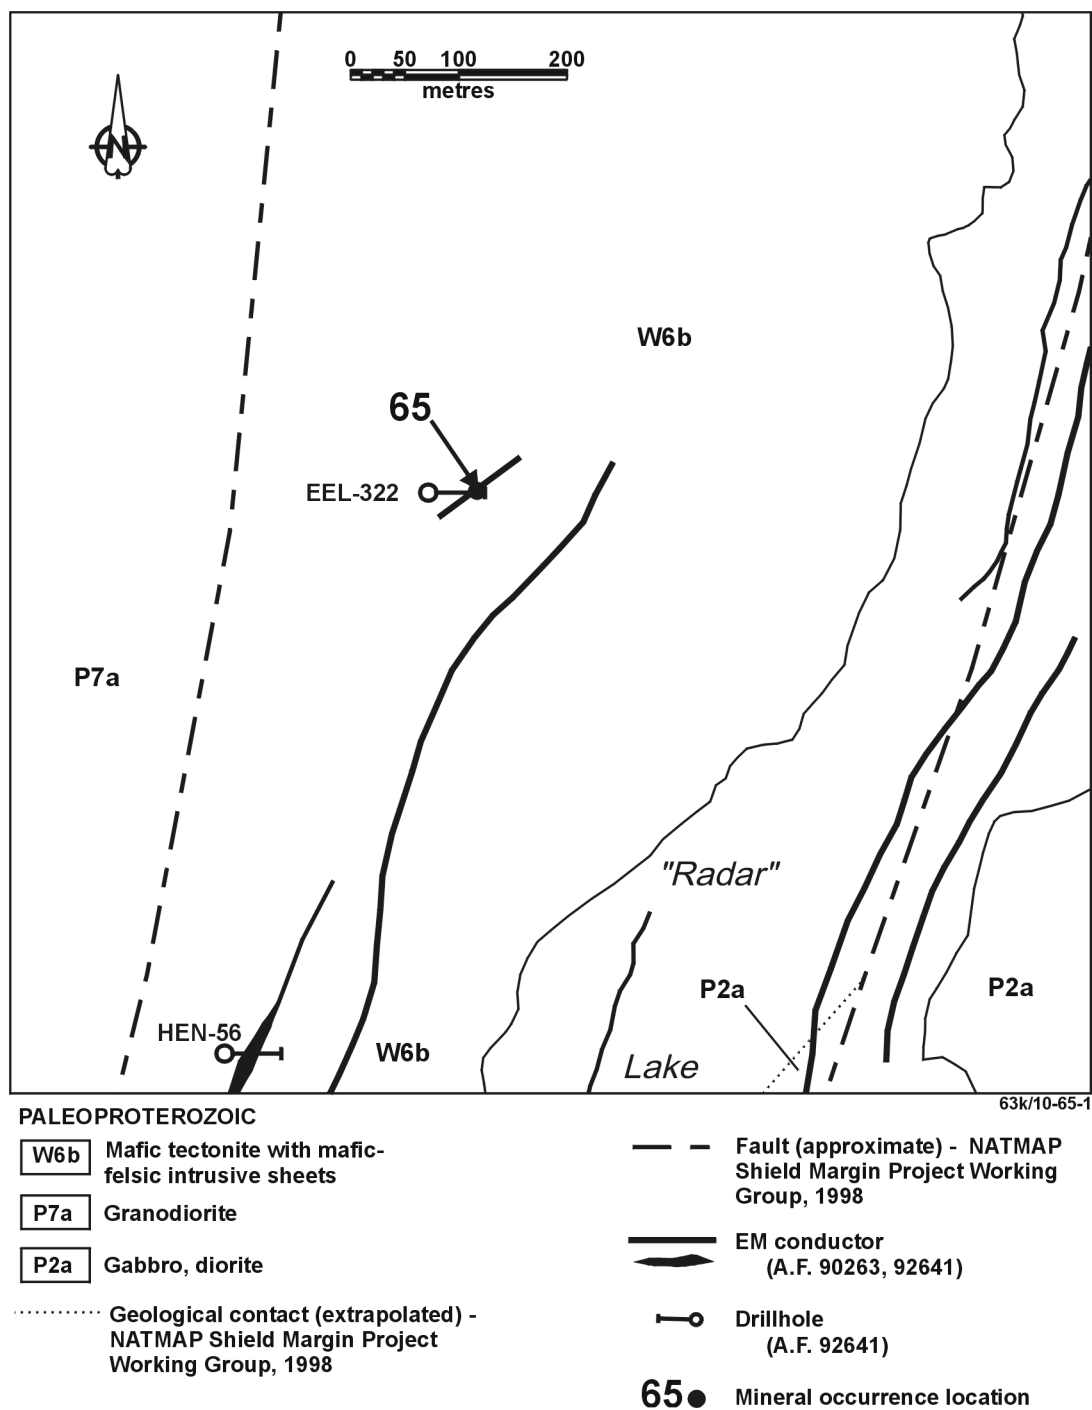 0 50 100 200
metres
N
W6b
65
EEL-322
P7a
"Radar"
P2a
P2a
HEN-56
W6b
Lake
63k/10-65-1
PALEOPROTEROZOIC
W6b Mafic tectonite with mafic-
felsic intrusive sheets
P7a Granodiorite
P2a Gabbro, diorite
Geological contact (extrapolated) -
NATMAP Shield Margin Project
Working Group, 1998
Fault (approximate) - NATMAP
Shield Margin Project Working
Group, 1998
EM conductor
(A.F. 90263, 92641)
Drillhole
(A.F. 92641)
65 Mineral occurrence location